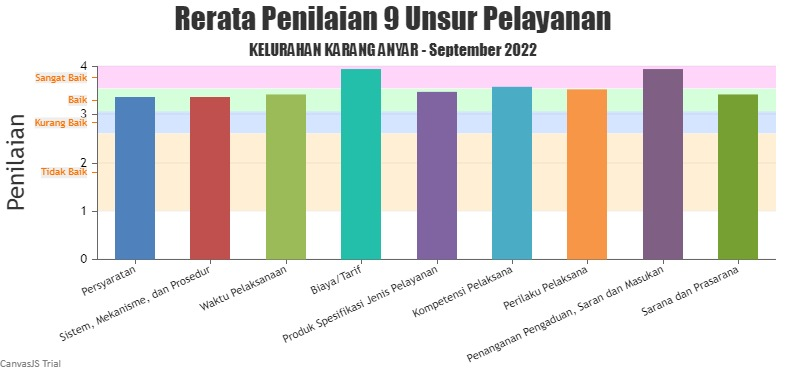 Rerata Penilaian 9 Unsur Pelayanan
KELURAHAN KARANG ANYAR - September 2022
Penilaian
4
Sangat Baik
Baik
3
Kurang Baik
2
Tidak Baik
1
0
Persyaratan
Sistem, Mekanisme, dan Prosedur
Waktu Pelaksanaan
Biaya/Tarif
Produk Spesifikasi Jenis Pelayanan
Kompetensi Pelaksana
Perilaku Pelaksana
Penanganan Pengaduan, Saran dan Masukan
Sarana dan Prasarana
CanvasJS Trial